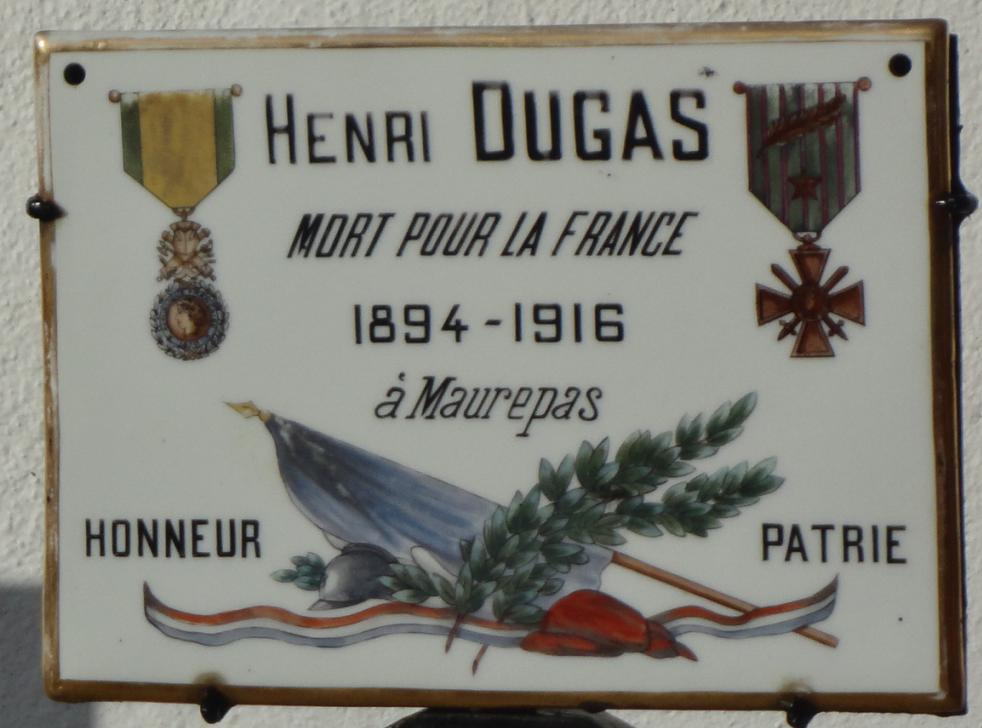 HENRI DUGAS
MORT POUR LA FRANCE
1894 - 1916
à Maurepas
HONNEUR PATRIE